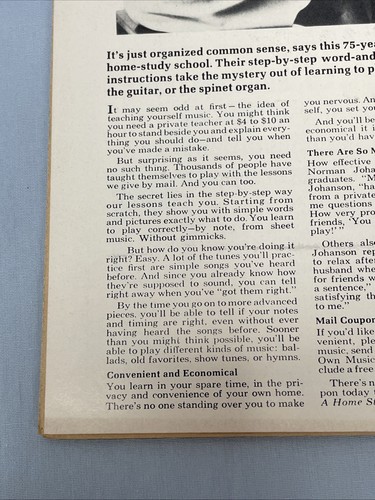 It's just organized common sense, says this 75-yea
home-study school. Their step-by-step word-and
instructions take the mystery out of learning to p
the guitar, or the spinet organ.
It may seem odd at first — the idea of
teaching yourself music. You might think
you need a private teacher at $4 to $10 an
hour to stand beside you and explain every-
thing you should do—and tell you when
you've made a mistake.
But surprising as it seems, you need
no such thing. Thousands of people have
taught themselves to play with the lessons
we give by mail. And you can too.
The secret lies in the step-by-step way
our lessons teach you. Starting from
scratch, they show you with simple words
and pictures exactly what to do. You learn
to play correctly—by note, from sheet
music. Without gimmicks.
But how do you know you're doing it
right? Easy. A lot of the tunes you'll prac-
tice first are simple songs you've heard
before. And since you already know how
they're supposed to sound, you can tell
right away when you've "got them right."
By the time you go on to more advanced
pieces, you'll be able to tell if your notes
and timing are right, even without ever
having heard the songs before. Sooner
than you might think possible, you'll be
able to play different kinds of music: bal-
lads, old favorites, show tunes, or hymns.
Convenient and Economical
You learn in your spare time, in the pri-
vacy and convenience of your own home.
There's no one standing over you to make
you nervous. An
self, you set yo
And you'll be
economical it i
than you'd hav
There Are So N
How effective
Norman Joha
graduates. "M
Johanson, "ha
from a private
me questions
How very pro
friends, 'You
play!'"
Others als
Johanson rep
to relax after
husband whe
for friends w
a sentence,"
satisfying th
to me."
Mail Coupon
If you'd like
venient, ple
music, send
Own Music
clude a free
There's n
pon today
A Home St